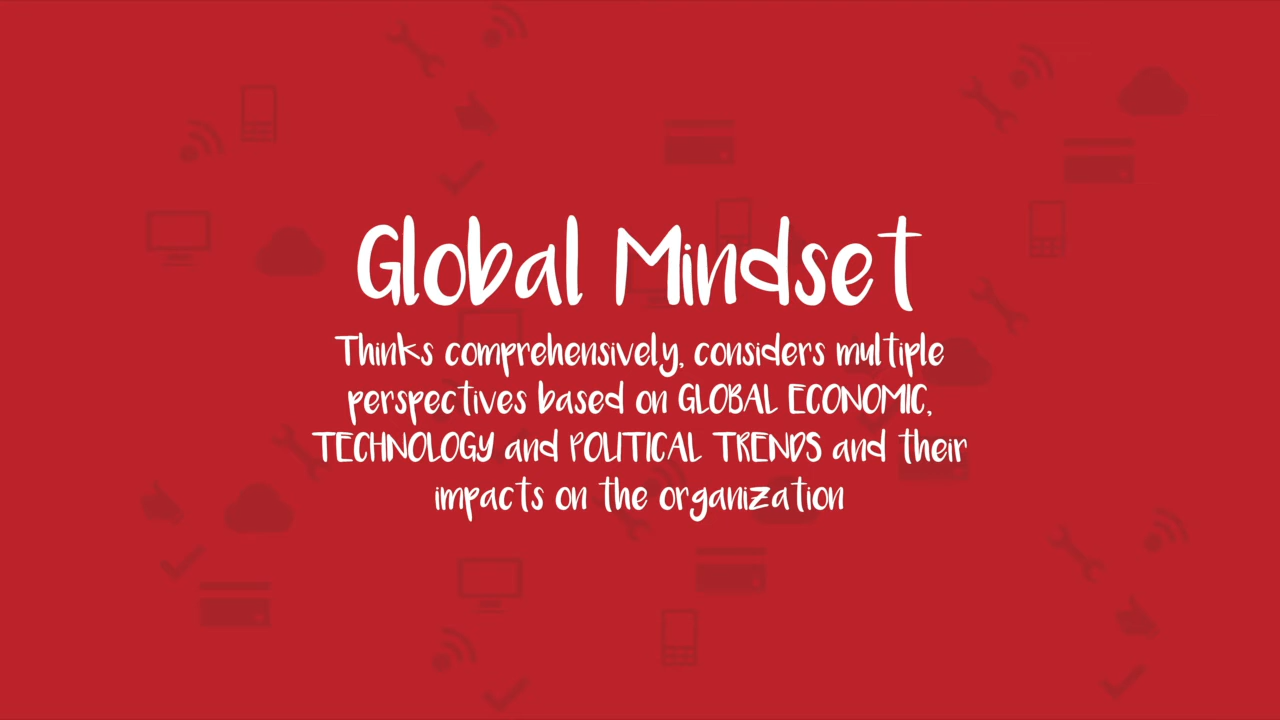 Global Mindset
Thinks comprehensively, considers multiple
perspectives based on GLOBAL ECONOMIC,
TECHNOLOGY and POLITICAL TRENDS and their
impacts on the organization